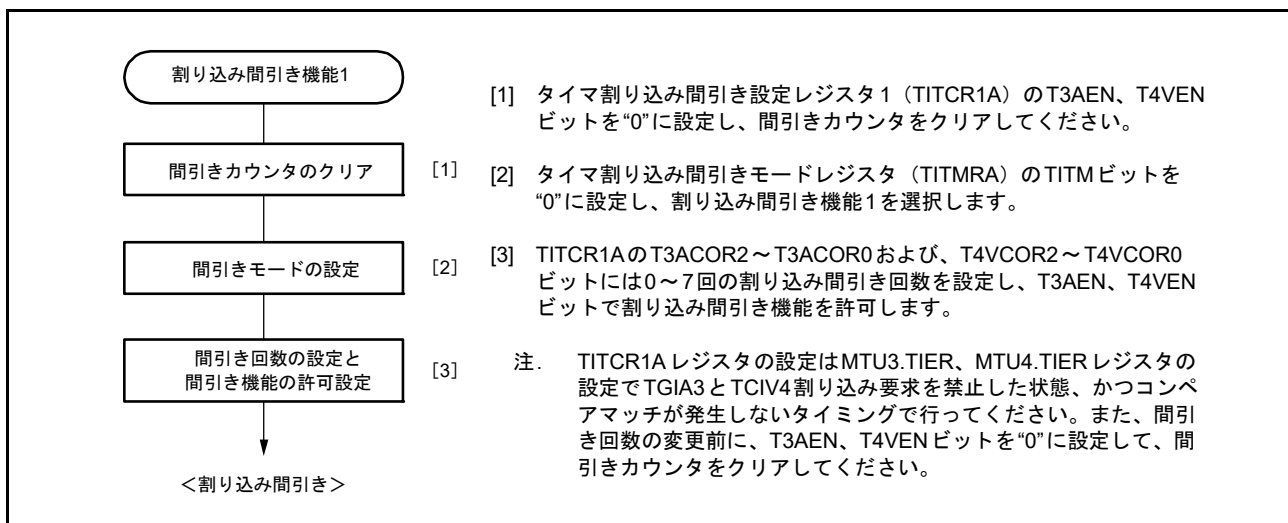 割り込み間引き機能1
間引きカウンタのクリア
[1]
間引きモードの設定
[2]
間引き回数の設定と
間引き機能の許可設定
[3]
＜割り込み間引き＞
[1] タイマ割り込み間引き設定レジスタ1（TITCR1A）のT3AEN、T4VEN
ビットを“0”に設定し、間引きカウンタをクリアしてください。
[2] タイマ割り込み間引きモードレジスタ（TITMRA）のTITMビットを
“0”に設定し、割り込み間引き機能1を選択します。
[3] TITCR1AのT3ACOR2～T3ACOR0および、T4VCOR2～T4VCOR0
ビットには0～7回の割り込み間引き回数を設定し、T3AEN、T4VEN
ビットで割り込み間引き機能を許可します。
注. TITCR1Aレジスタの設定はMTU3.TIER、MTU4.TIERレジスタの
設定でTGIA3とTCIV4割り込み要求を禁止した状態、かつコンペ
アマッチが発生しないタイミングで行ってください。また、間引
き回数の変更前に、T3AEN、T4VENビットを“0”に設定して、間
引きカウンタをクリアしてください。